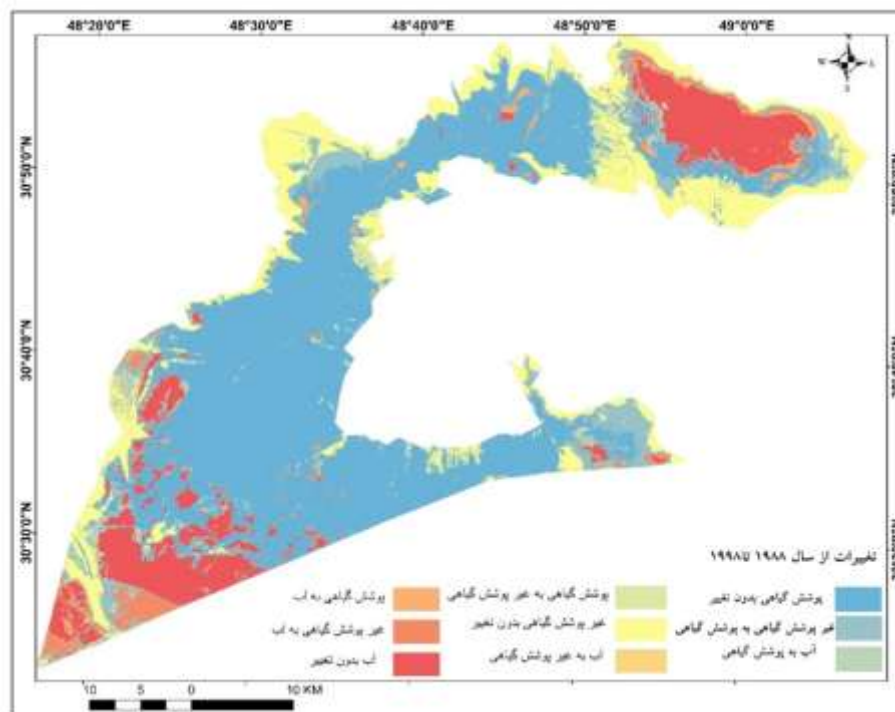 48°20'0"E 48°30'0"E 48°40'0"E 48°50'0"E 49°0'0"E
30°40'0"N
30°30'0"N
تغییرات از سال ۱۹۸۸ تا ۱۹۹۸
پوشش گیاهی بدون تغییر
پوشش گیاهی به غیر پوشش گیاهی
پوشش گیاهی به آب
غیر پوشش گیاهی به پوشش گیاهی
غیر پوشش گیاهی بدون تغییر
غیر پوشش گیاهی به آب
آب به پوشش گیاهی
آب به غیر پوشش گیاهی
آب بدون تغییر
10 5 0 10 KM